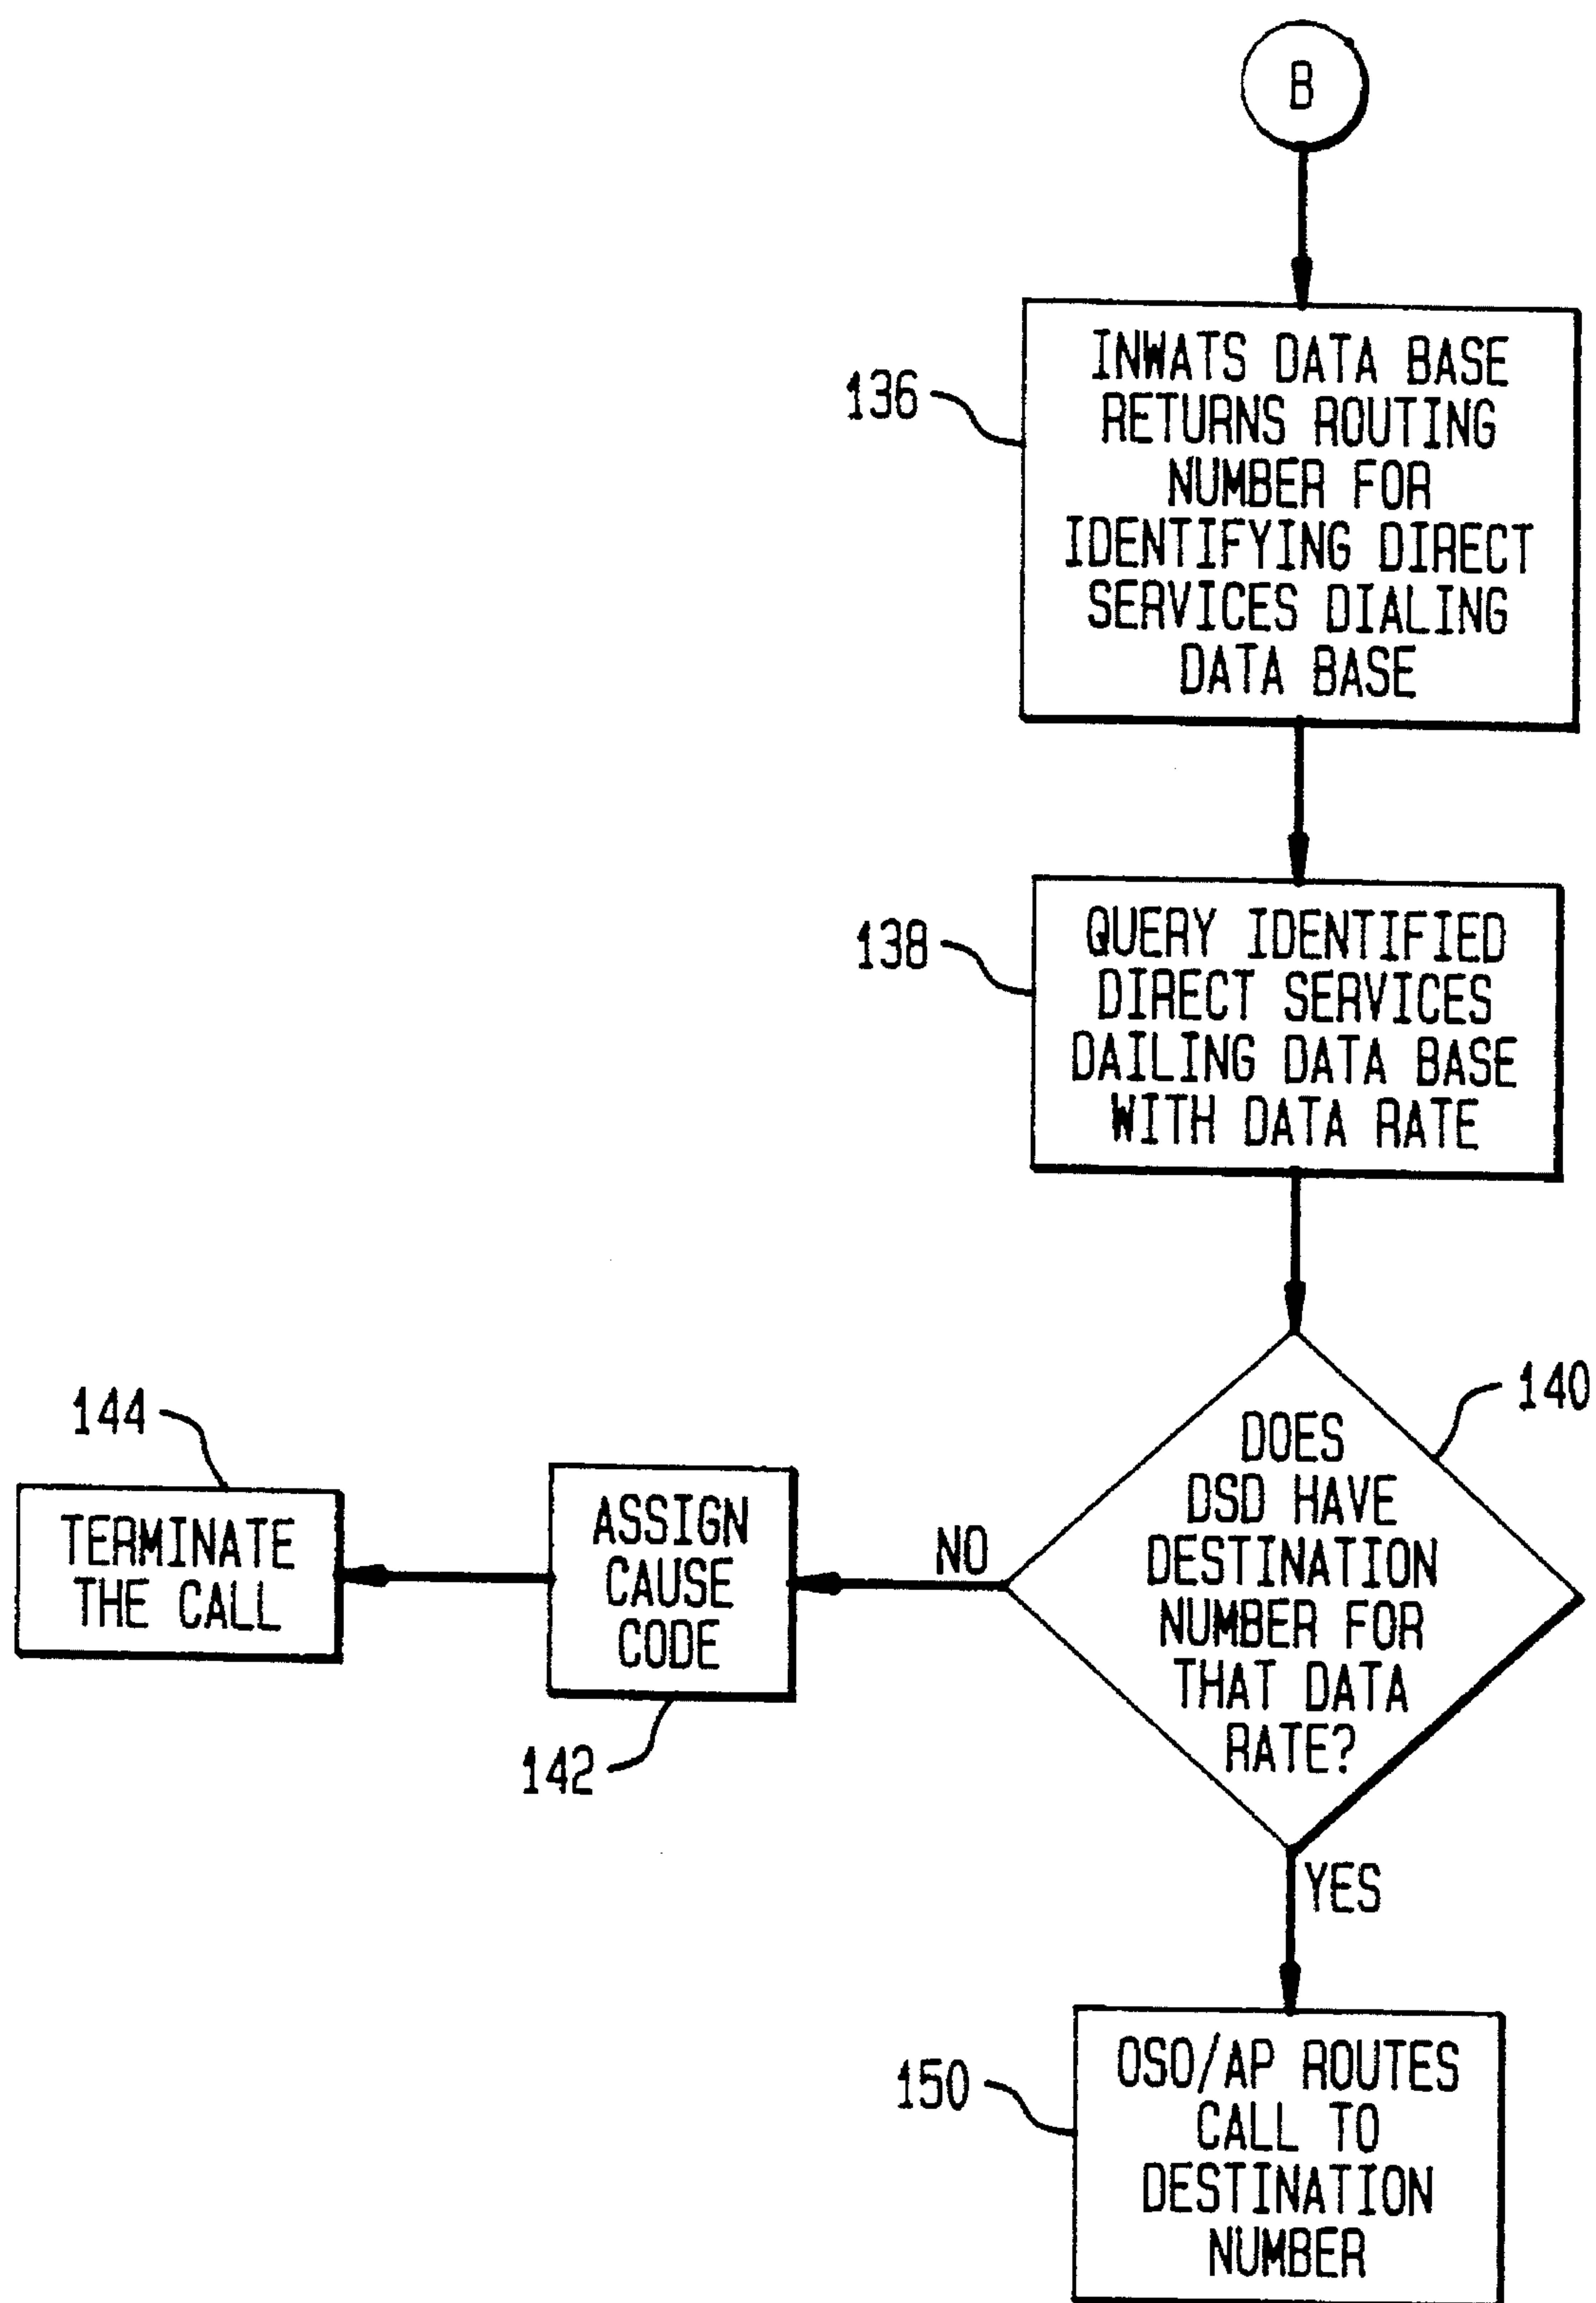 B
136
INWATS DATA BASE
RETURNS ROUTING
NUMBER FOR
IDENTIFYING DIRECT
SERVICES DIALING
DATA BASE
138
QUERY IDENTIFIED
DIRECT SERVICES
DAILING DATA BASE
WITH DATA RATE
140
DOES
DSD HAVE
DESTINATION
NUMBER FOR
THAT DATA
RATE?
NO
ASSIGN
CAUSE
CODE
142
144
TERMINATE
THE CALL
YES
150
OSO/AP ROUTES
CALL TO
DESTINATION
NUMBER